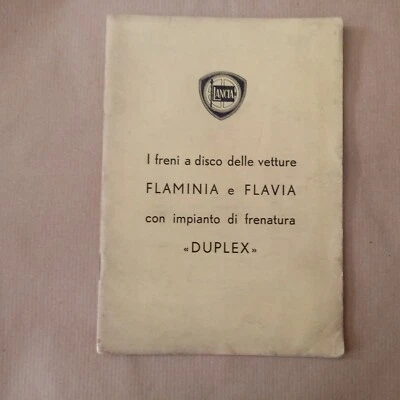 LANCIA
I freni a disco delle vetture
FLAMINIA e FLAVIA
con impianto di frenatura
«DUPLEX»